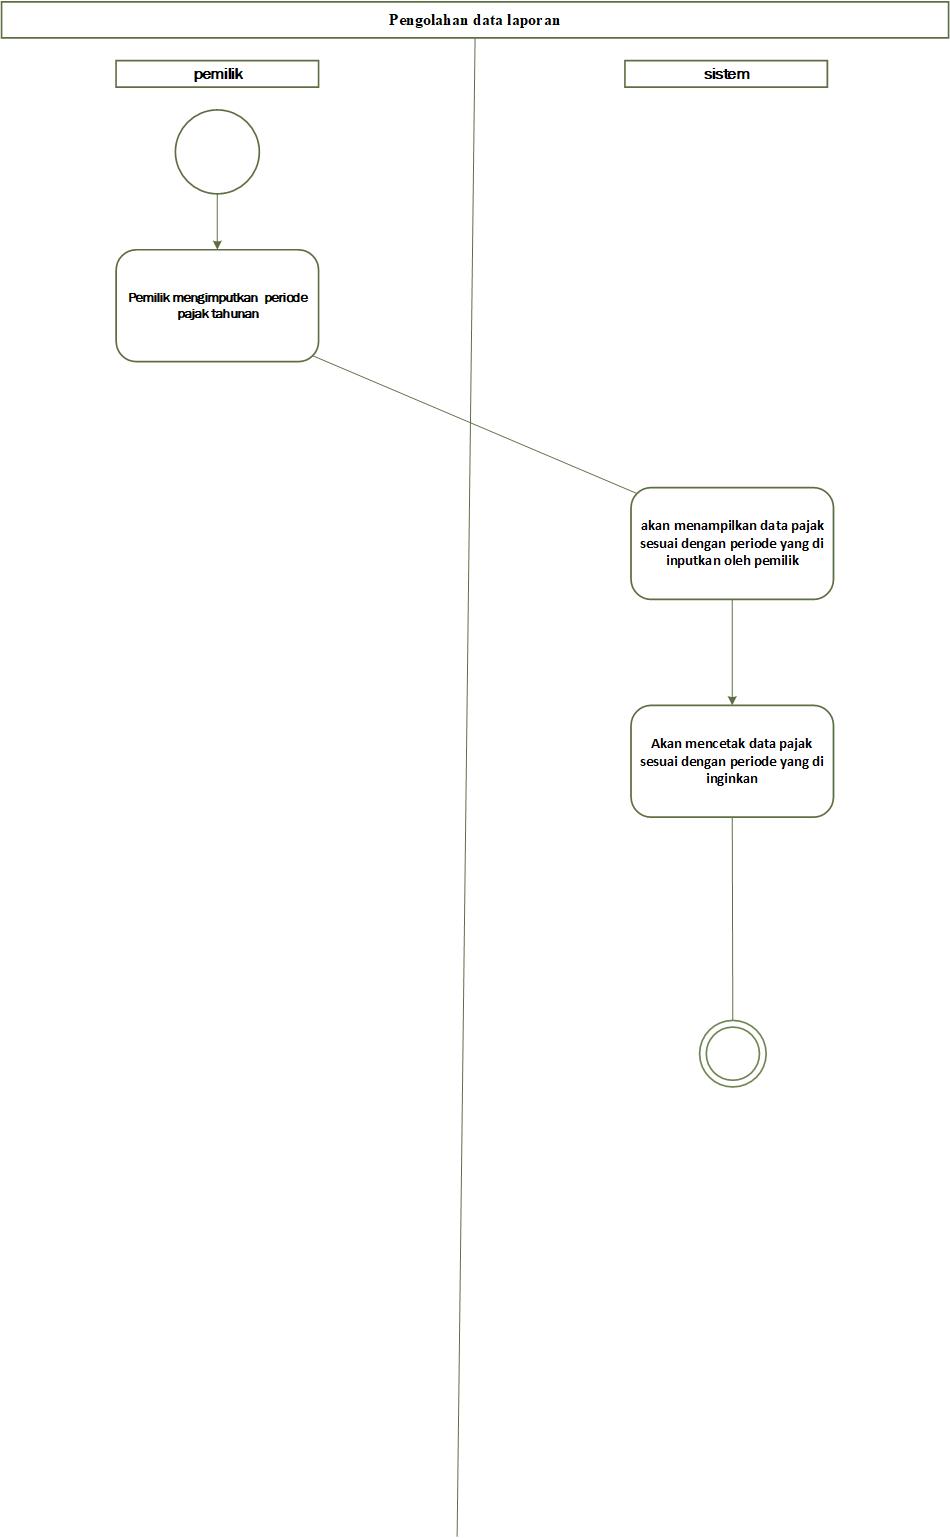 Pengolahan data laporan
pemilik
sistem
Pemilik mengimputkan periode
pajak tahunan
akan menampilkan data pajak
sesuai dengan periode yang di
inputkan oleh pemilik
Akan mencetak data pajak
sesuai dengan periode yang di
inginkan